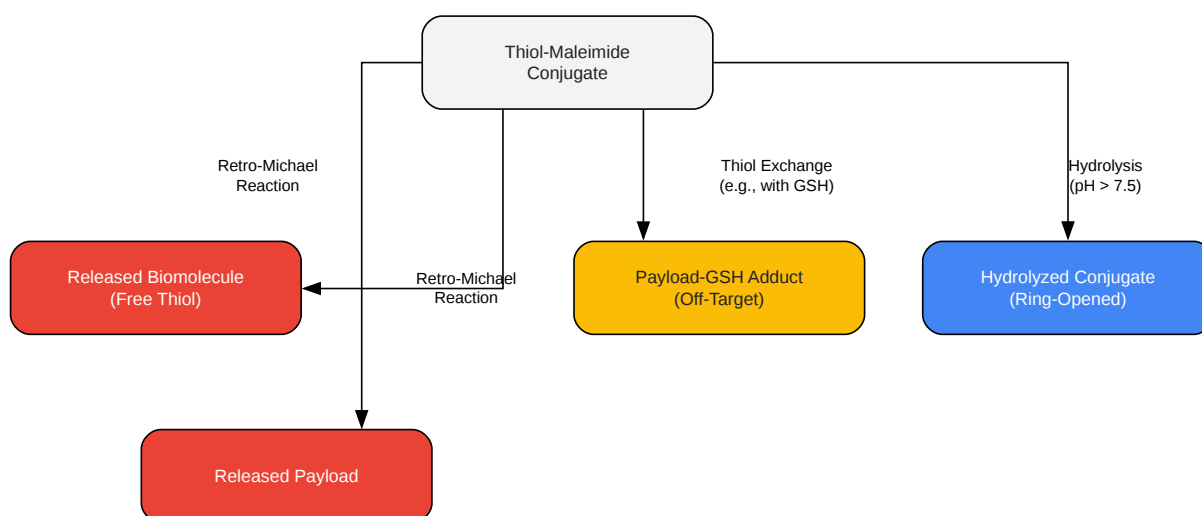 Thiol-Maleimide
Conjugate
Retro-Michael
Reaction
Thiol Exchange
(e.g., with GSH)
Hydrolysis
(pH > 7.5)
Released Biomolecule
(Free Thiol)
Retro-Michael
Reaction
Payload-GSH Adduct
(Off-Target)
Hydrolyzed Conjugate
(Ring-Opened)
Released Payload